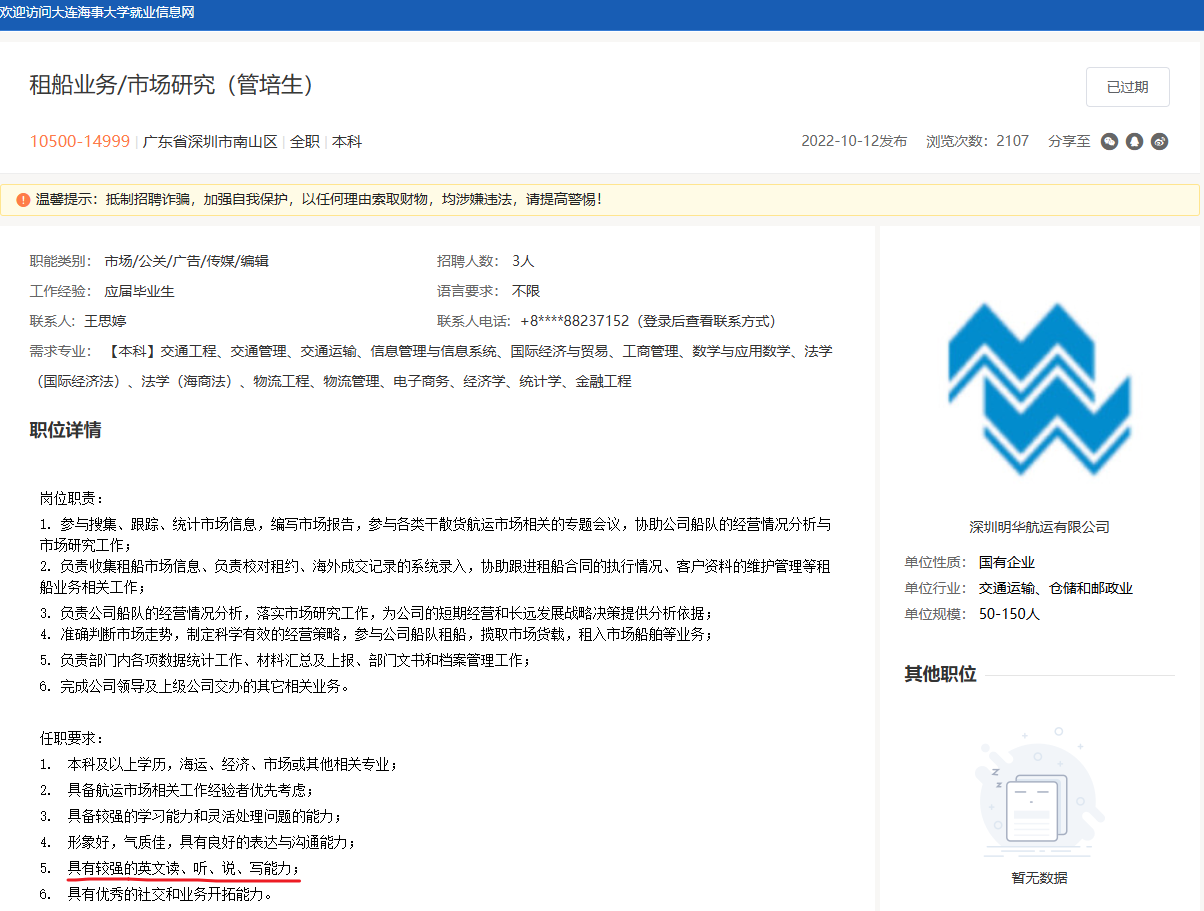 欢迎访问大连海事大学就业信息网
租船业务/市场研究（管培生）
已过期
10500-14999 广东省深圳市南山区 全职 本科
2022-10-12发布 浏览次数：2107 分享至
温馨提示：抵制招聘诈骗，加强自我保护，以任何理由索取财物，均涉嫌违法，请提高警惕！
职能类别： 市场/公关/广告/传媒/编辑
招聘人数： 3人
工作经验： 应届毕业生
语言要求： 不限
联系人： 王思婷
联系人电话： +8****88237152（登录后查看联系方式）
需求专业： 【本科】交通工程、交通管理、交通运输、信息管理与信息系统、国际经济与贸易、工商管理、数学与应用数学、法学
（国际经济法）、法学（海商法）、物流工程、物流管理、电子商务、经济学、统计学、金融工程
职位详情
岗位职责：
1. 参与搜集、跟踪、统计市场信息，编写市场报告，参与各类干散货航运市场相关的专题会议，协助公司船队的经营情况分析与
市场研究工作；
2. 负责收集租船市场信息、负责校对租约、海外成交记录的系统录入，协助跟进租船合同的执行情况、客户资料的维护管理等租
船业务相关工作；
3. 负责公司船队的经营情况分析，落实市场研究工作，为公司的短期经营和长远发展战略决策提供分析依据；
4. 准确判断市场走势，制定科学有效的经营策略，参与公司船队租船，揽取市场货载，租入市场船舶等业务；
5. 负责部门内各项数据统计工作、材料汇总及上报、部门文书和档案管理工作；
6. 完成公司领导及上级公司交办的其它相关业务。
任职要求：
1. 本科及以上学历，海运、经济、市场或其他相关专业；
2. 具备航运市场相关工作经验者优先考虑；
3. 具备较强的学习能力和灵活处理问题的能力；
4. 形象好，气质佳，具有良好的表达与沟通能力；
5. 具有较强的英文读、听、说、写能力；
6. 具有优秀的社交和业务开拓能力。
深圳明华航运有限公司
单位性质： 国有企业
单位行业： 交通运输、仓储和邮政业
单位规模： 50-150人
其他职位
z
z
暂无数据